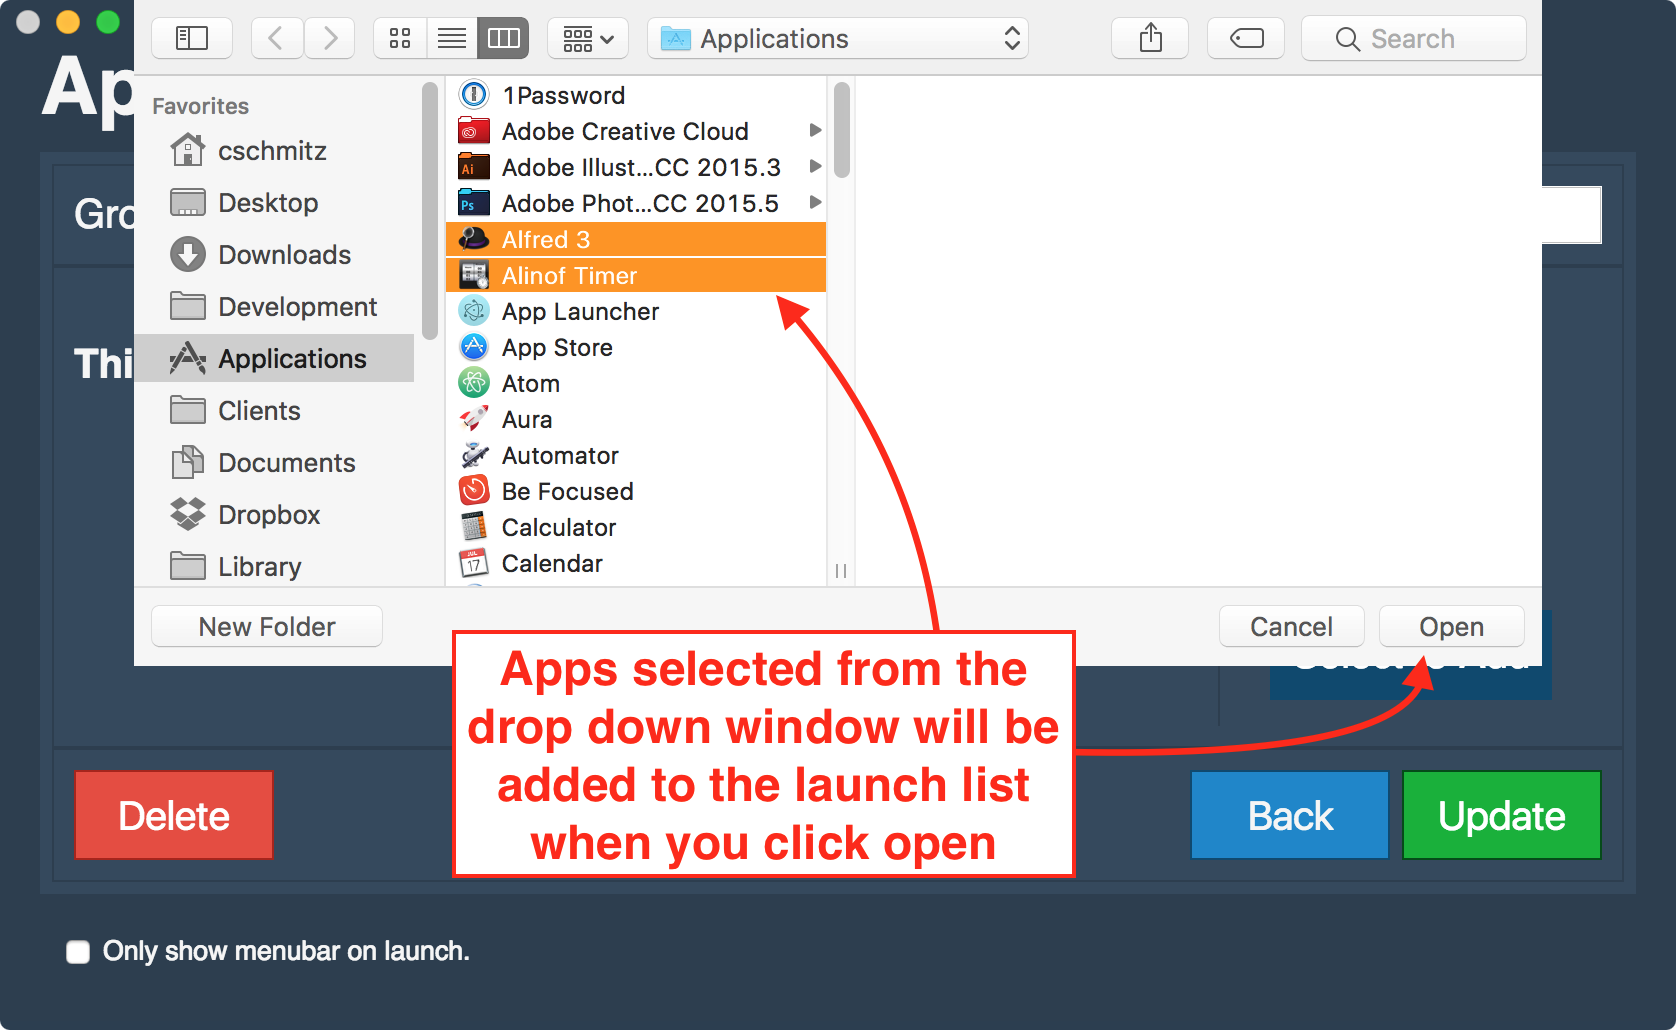 Applications
Search
Ap
Favorites
cschmitz
Desktop
Downloads
Development
Applications
Clients
Documents
Dropbox
Library
1Password
Adobe Creative Cloud
Adobe Illust...CC 2015.3
Adobe Phot...CC 2015.5
Alfred 3
Alinof Timer
App Launcher
App Store
Atom
Aura
Automator
Be Focused
Calculator
Calendar
Gro
Thi
New Folder
Cancel
Open
Apps selected from the
drop down window will be
added to the launch list
when you click open
Delete
Back
Update
Only show menubar on launch.